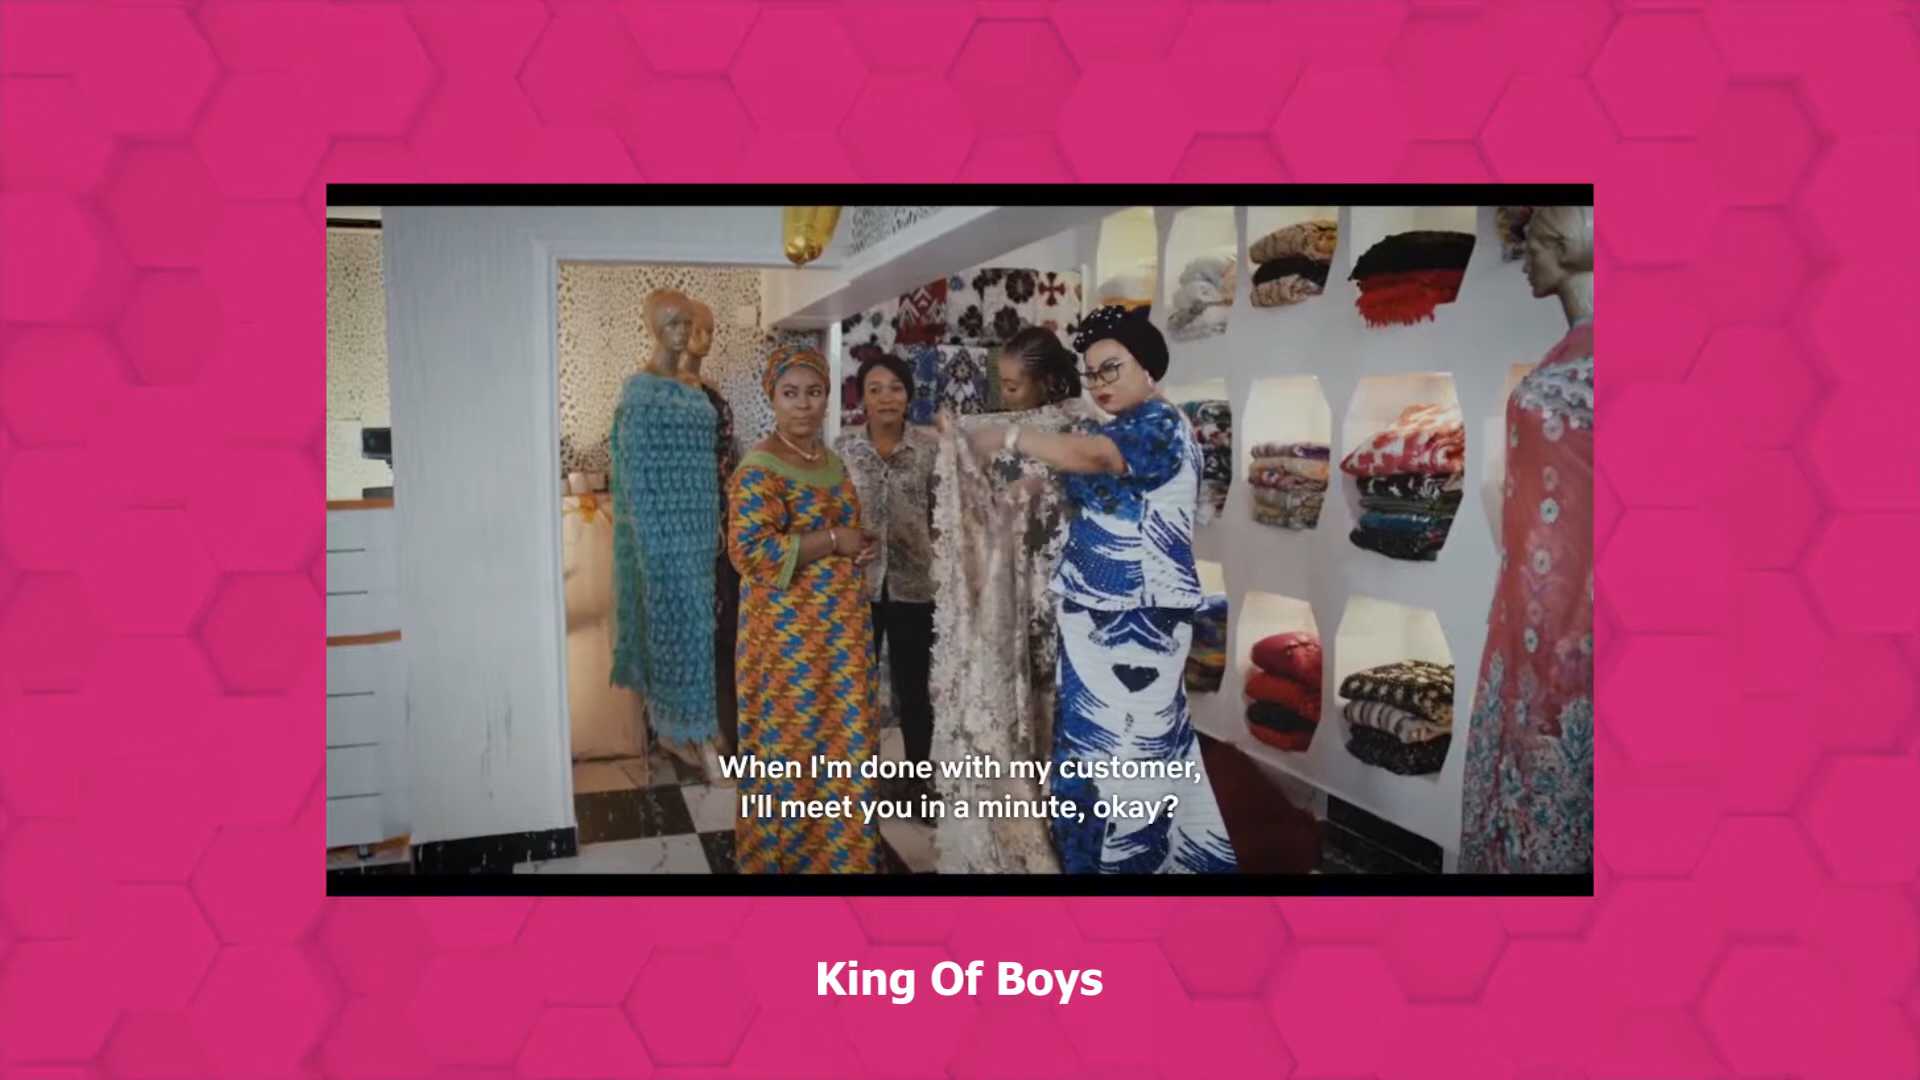 When I'm done with my customer,
I'll meet you in a minute, okay?
King Of Boys